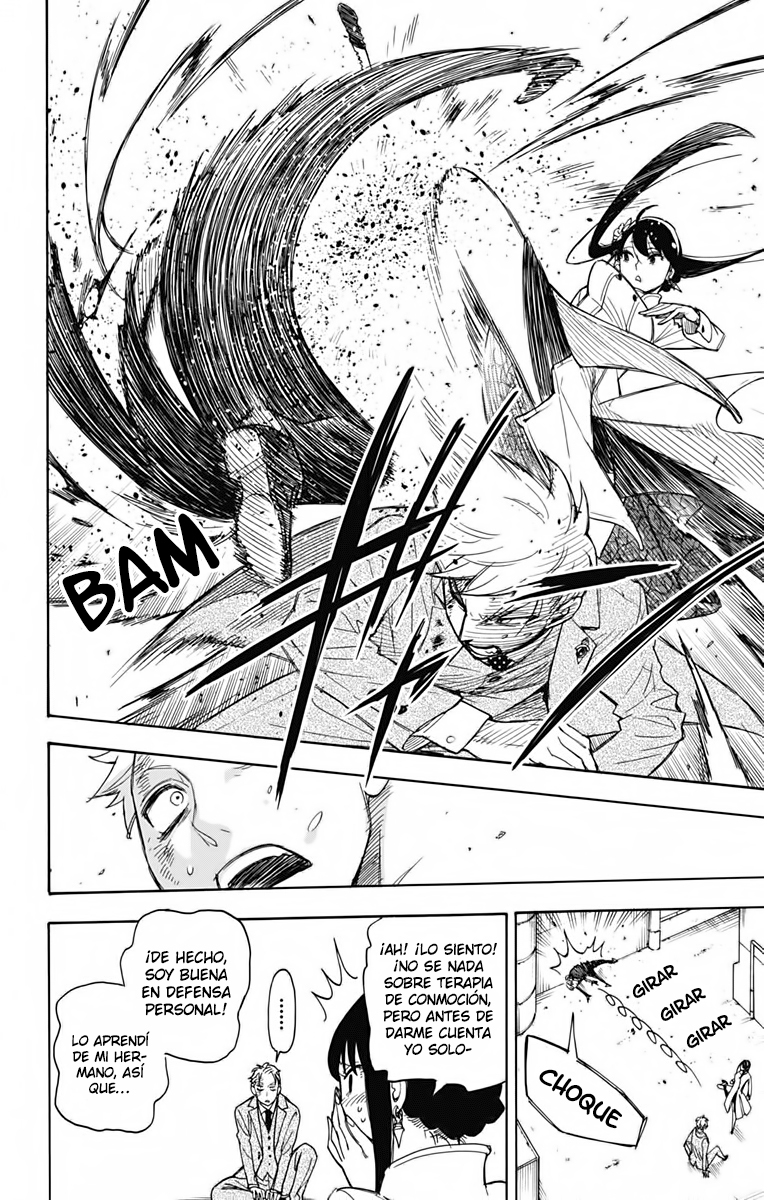 BAM
GIRAR
GIRAR
GIRAR
CHOQUE
¡AH! ¡LO SIENTO!
¡NO SE NADA
SOBRE TERAPIA
DE CONMOCIÓN,
PERO ANTES DE
DARME CUENTA
YO SOLO-
......
¡DE HECHO,
SOY BUENA
EN DEFENSA
PERSONAL!
LO APRENDÍ
DE MI HER-
MANO, ASÍ
QUE...